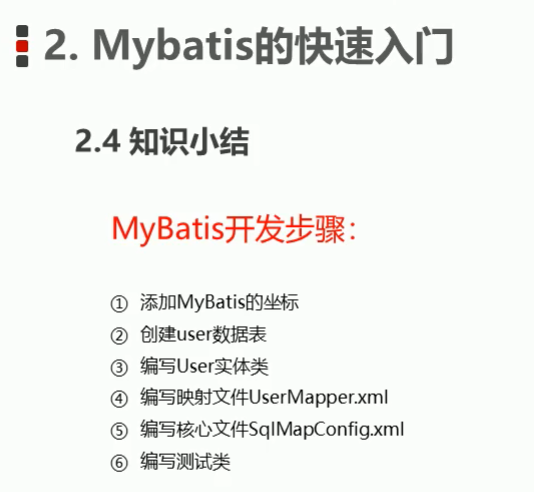 2. Mybatis的快速入门
2.4 知识小结
MyBatis开发步骤：
① 添加MyBatis的坐标
② 创建user数据表
③ 编写User实体类
④ 编写映射文件UserMapper.xml
⑤ 编写核心文件SqlMapConfig.xml
⑥ 编写测试类